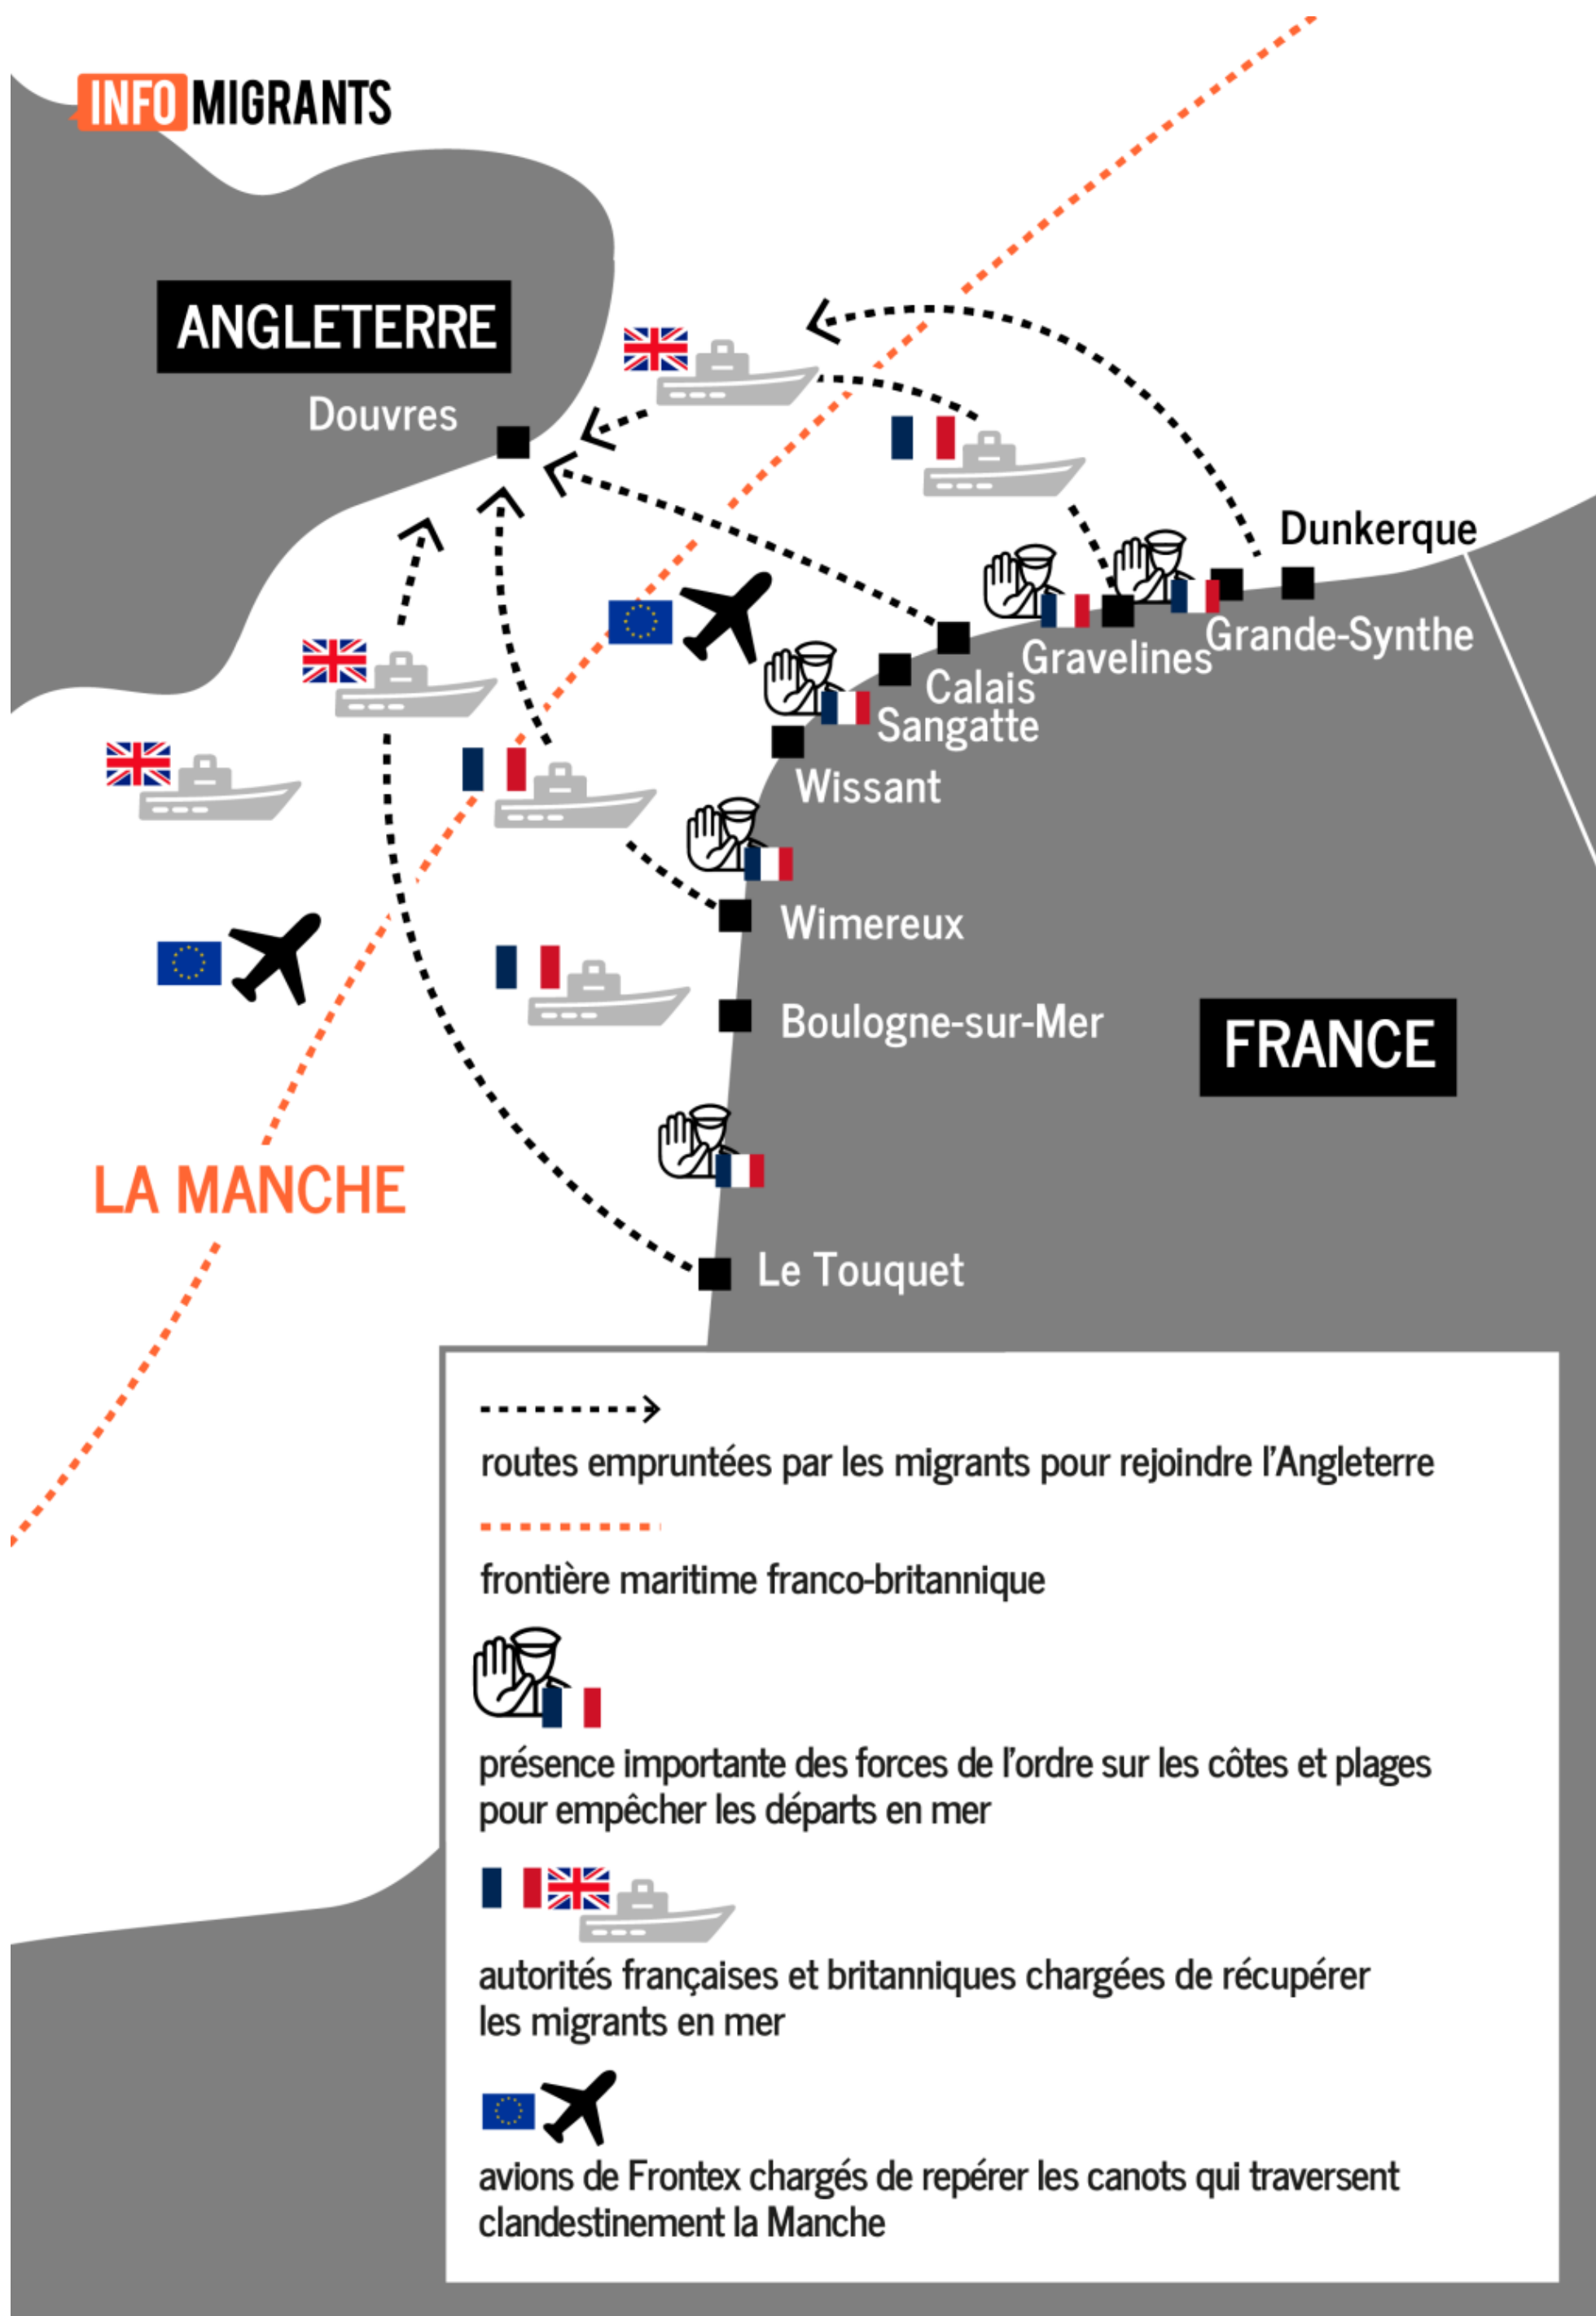 INFO MIGRANTS
ANGLETERRE
Douvres
Dunkerque
Grande-Synthe
Gravelines
Calais
Sangatte
Wissant
Wimereux
Boulogne-sur-Mer
FRANCE
LA MANCHE
Le Touquet
routes empruntées par les migrants pour rejoindre l'Angleterre
frontière maritime franco-britannique
présence importante des forces de l'ordre sur les côtes et plages
pour empêcher les départs en mer
autorités françaises et britanniques chargées de récupérer
les migrants en mer
avions de Frontex chargés de repérer les canots qui traversent
clandestinement la Manche